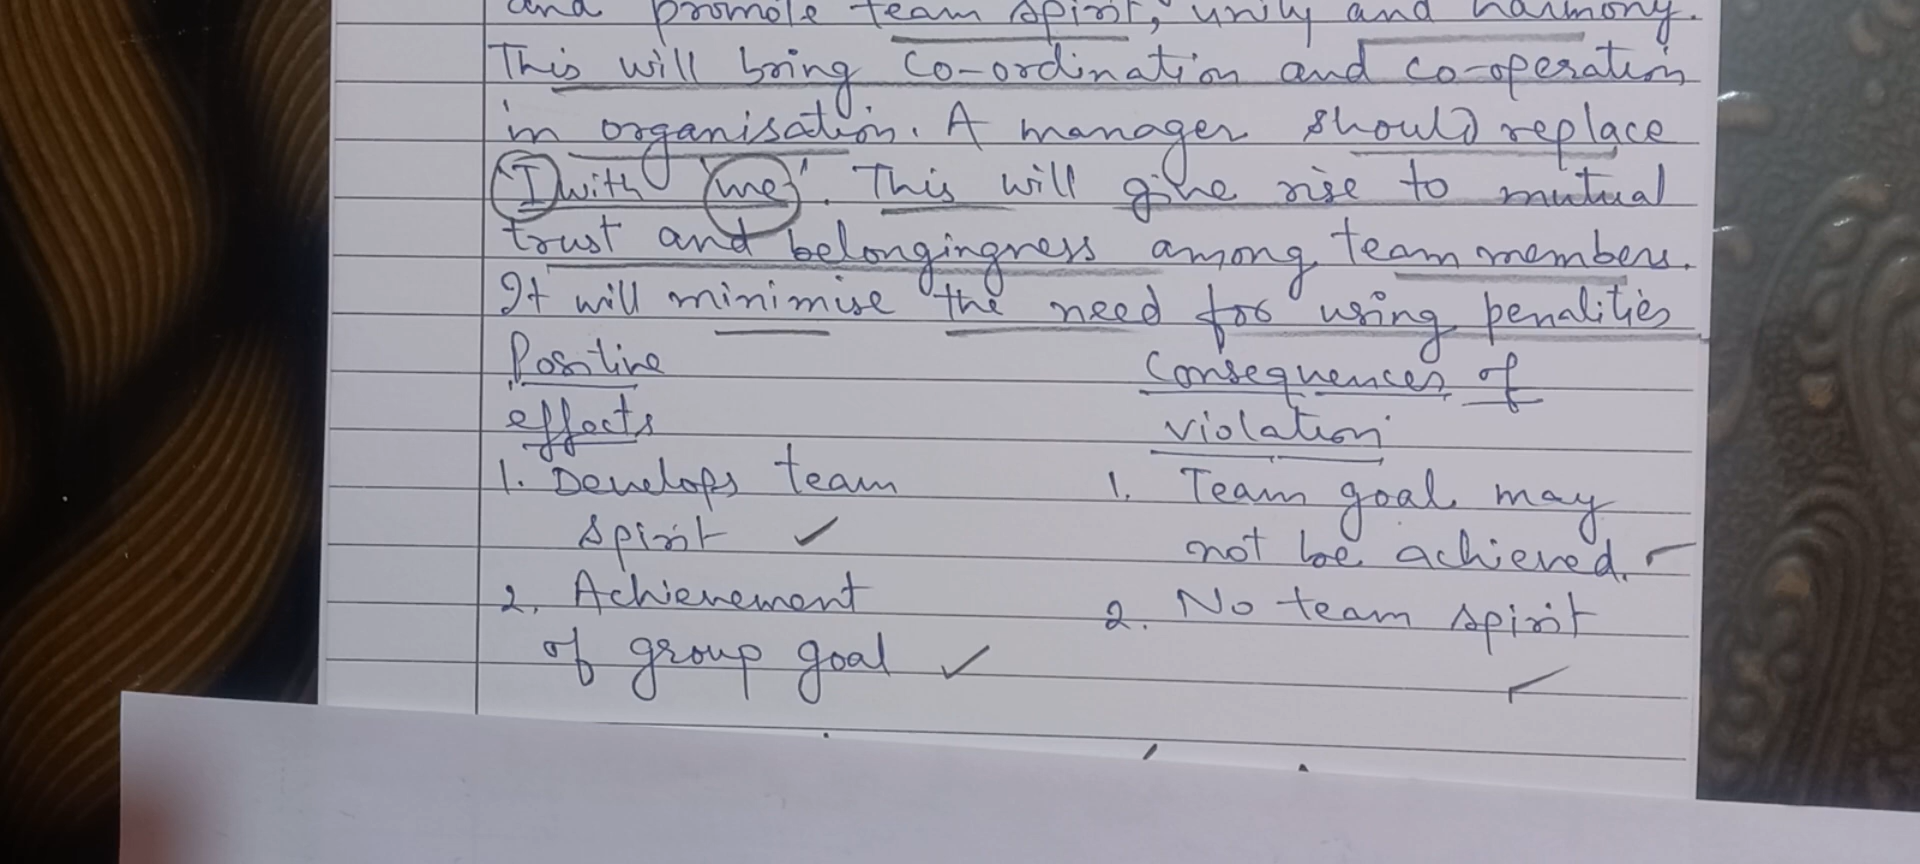 and promote team spirit, unity and harmony.
This will bring co-ordination and co-operation
in organisation. A manager should replace
'I' with 'me'. This will give rise to mutual
trust and belongingness among team members.
It will minimise the need for using penalities
Positive effects
1. Develops team
spirit ✓
2. Achievement
of group goal ✓
Consequences of
violation
1. Team goal may
not be achieved.
2. No team spirit